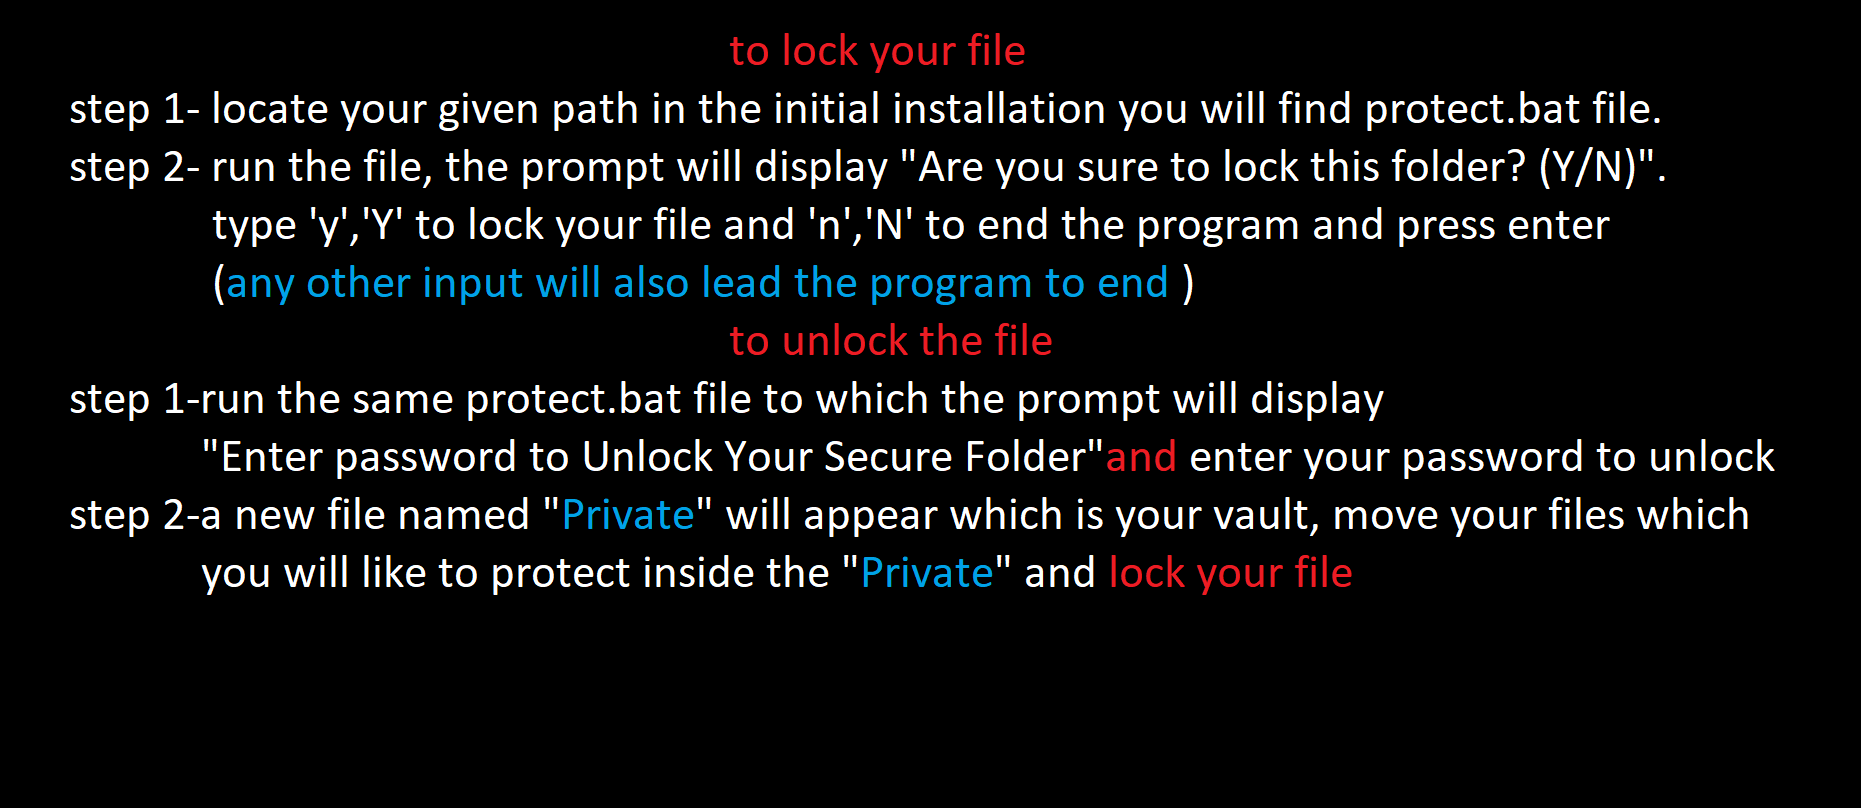 to lock your file
step 1- locate your given path in the initial installation you will find protect.bat file.
step 2- run the file, the prompt will display "Are you sure to lock this folder? (Y/N)".
type 'y','Y' to lock your file and 'n','N' to end the program and press enter
(any other input will also lead the program to end )
to unlock the file
step 1-run the same protect.bat file to which the prompt will display
"Enter password to Unlock Your Secure Folder"and enter your password to unlock
step 2-a new file named "Private" will appear which is your vault, move your files which
you will like to protect inside the "Private" and lock your file